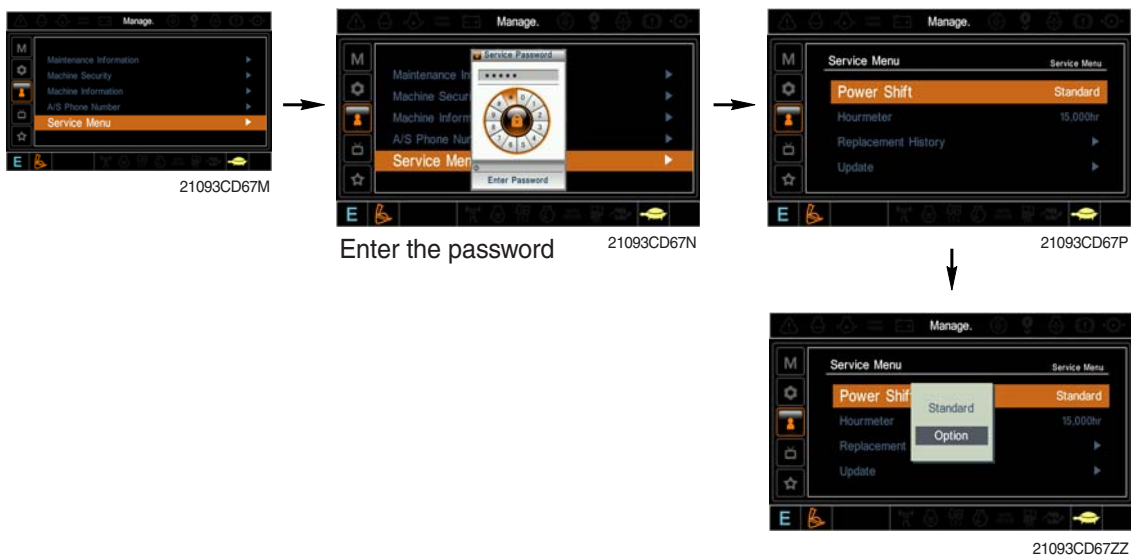 Manage.
M
Maintenance Information
Machine Security
Machine Information
A/S Phone Number
Service Menu
E
21093CD67M
Manage.
M
Service Password
*****
Maintenance In
Machine Secur
Machine Inform
A/S Phone Nur
Service Men
Enter Password
E
Enter the password
21093CD67N
Manage.
M
Service Menu
Service Menu
Power Shift
Standard
Hourmeter
15,000hr
Replacement History
Update
E
21093CD67P
Manage.
M
Service Menu
Service Menu
Power Shif
Standard
Standard
Option
Hourmeter
15,000hr
Replacement
Update
E
21093CD67ZZ